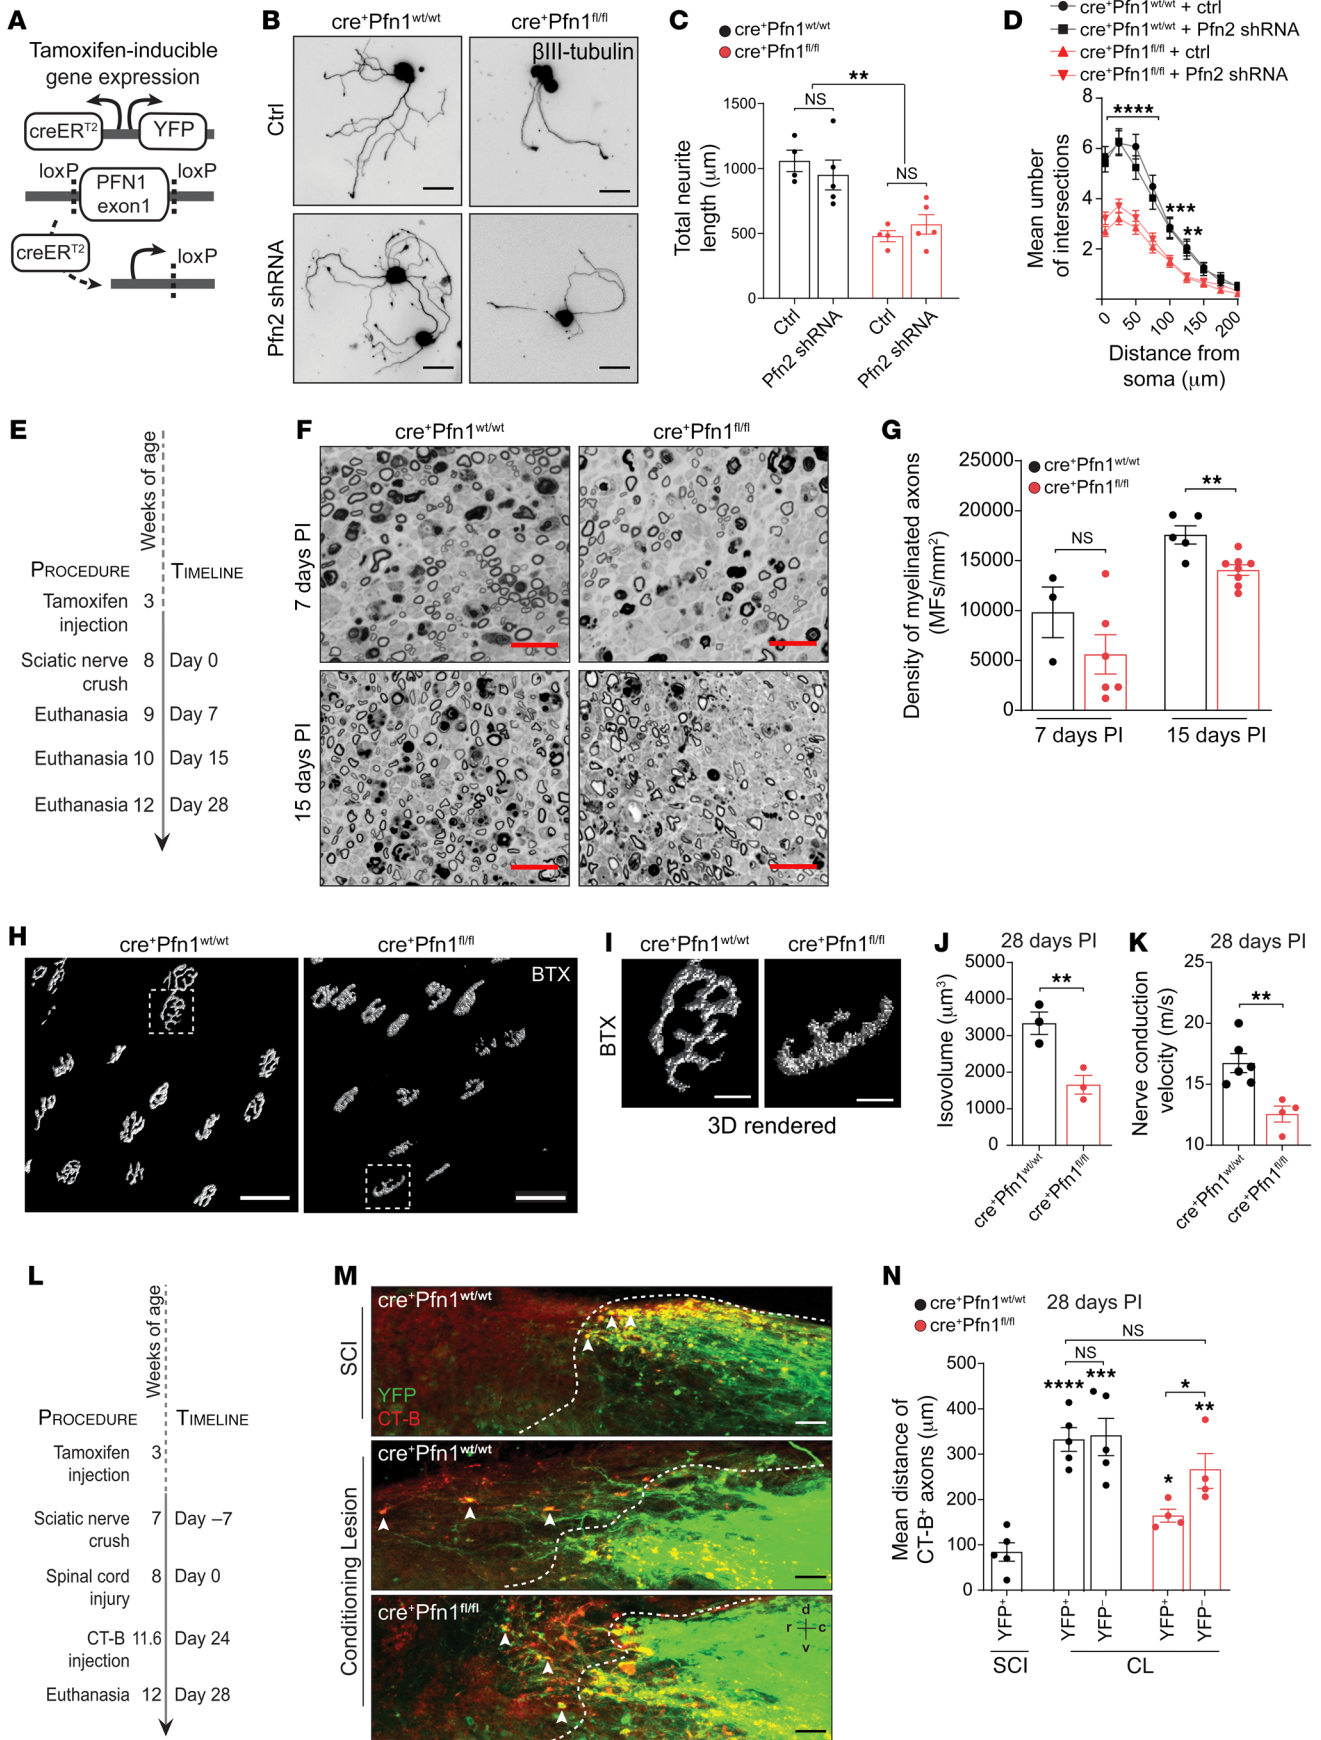 A
Tamoxifen-inducible
gene expression
creER^T2
YFP
loxP
loxP
PFN1
exon1
creER^T2
loxP
B
cre⁺Pfn1^wt/wt
cre⁺Pfn1^fl/fl
βIII-tubulin
Ctrl
Pfn2 shRNA
C
cre⁺Pfn1^wt/wt
cre⁺Pfn1^fl/fl
**
NS
NS
Total neurite
length (μm)
1500
1000
500
0
Ctrl
Pfn2 shRNA
Ctrl
Pfn2 shRNA
D
cre⁺Pfn1^wt/wt + ctrl
cre⁺Pfn1^wt/wt + Pfn2 shRNA
cre⁺Pfn1^fl/fl + ctrl
cre⁺Pfn1^fl/fl + Pfn2 shRNA
Mean number
of intersections
8
6
4
2
****
***
**
0
50
100
150
200
Distance from
soma (μm)
E
Weeks of age
PROCEDURE
TIMELINE
Tamoxifen 3
injection
Sciatic nerve 8 Day 0
crush
Euthanasia 9 Day 7
Euthanasia 10 Day 15
Euthanasia 12 Day 28
F
cre⁺Pfn1^wt/wt
cre⁺Pfn1^fl/fl
7 days PI
15 days PI
G
cre⁺Pfn1^wt/wt
cre⁺Pfn1^fl/fl
Density of myelinated axons
(MFs/mm²)
25000
20000
15000
10000
5000
0
NS
**
7 days PI
15 days PI
H
cre⁺Pfn1^wt/wt
cre⁺Pfn1^fl/fl
BTX
I
cre⁺Pfn1^wt/wt
cre⁺Pfn1^fl/fl
BTX
3D rendered
J
28 days PI
Isovolume (μm³)
5000
4000
3000
2000
1000
0
**
cre⁺Pfn1^wt/wt
cre⁺Pfn1^fl/fl
K
28 days PI
Nerve conduction
velocity (m/s)
25
20
15
10
**
cre⁺Pfn1^wt/wt
cre⁺Pfn1^fl/fl
L
Weeks of age
PROCEDURE
TIMELINE
Tamoxifen 3
injection
Sciatic nerve 7 Day –7
crush
Spinal cord 8 Day 0
injury
CT-B 11.6 Day 24
injection
Euthanasia 12 Day 28
M
SCI
cre⁺Pfn1^wt/wt
YFP
CT-B
Conditioning Lesion
cre⁺Pfn1^wt/wt
cre⁺Pfn1^fl/fl
d
r
c
v
N
cre⁺Pfn1^wt/wt
cre⁺Pfn1^fl/fl
28 days PI
Mean distance of
CT-B⁺ axons (μm)
500
400
300
200
100
0
NS
NS
****
***
*
*
**
YFP⁺
YFP⁺
YFP⁻
YFP⁺
YFP⁻
SCI
CL